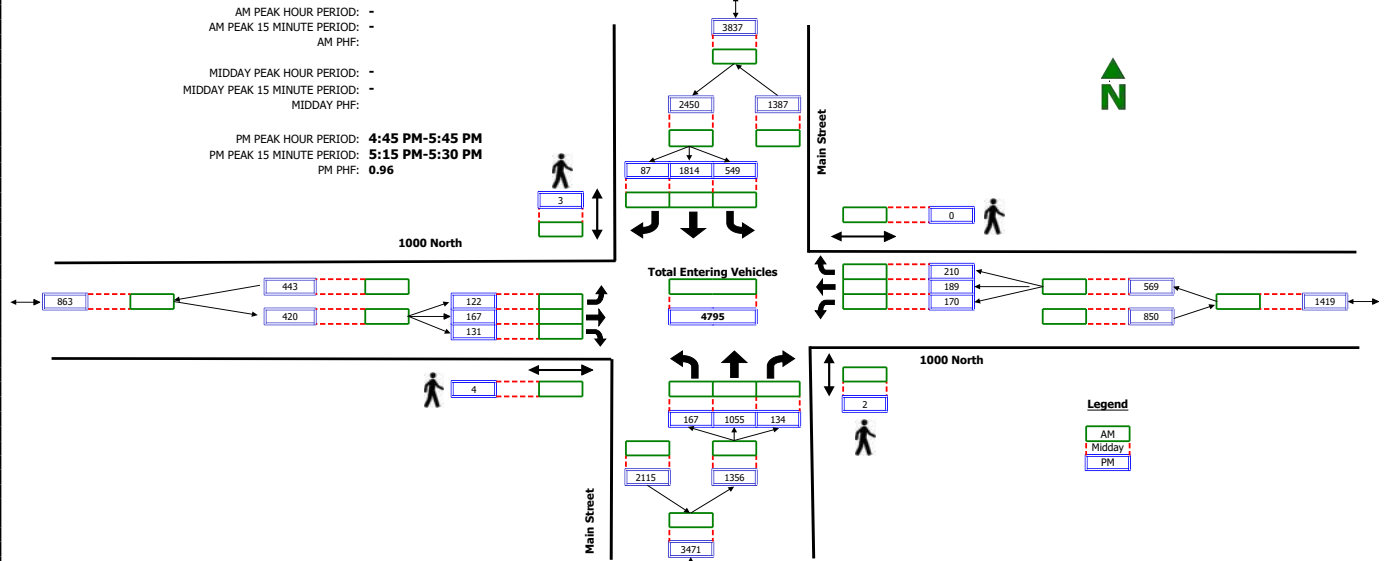 AM PEAK HOUR PERIOD: -
AM PEAK 15 MINUTE PERIOD: -
AM PHF:
MIDDAY PEAK HOUR PERIOD: -
MIDDAY PEAK 15 MINUTE PERIOD: -
MIDDAY PHF:
PM PEAK HOUR PERIOD: 4:45 PM-5:45 PM
PM PEAK 15 MINUTE PERIOD: 5:15 PM-5:30 PM
PM PHF: 0.96
3837
2450 1387
87 1814 549
Main Street
N
3
0
1000 North
Total Entering Vehicles
4795
863
443
420
122
167
131
210
189
170
569
850
1419
1000 North
4
2
167 1055 134
2115 1356
3471
Main Street
Legend
AM
Midday
PM